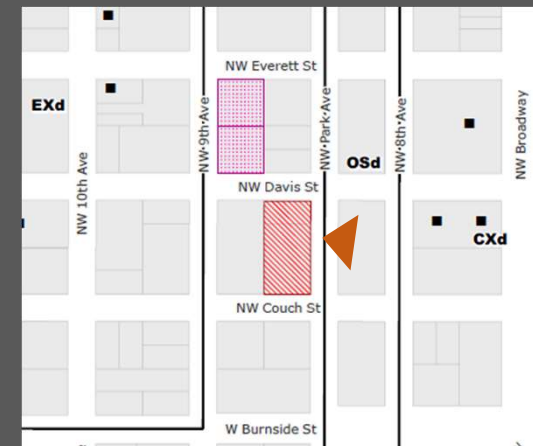 NW Everett St
EXd
NW 10th Ave
NW·9th·Ave
NW·Park·Ave
NW·8th·Ave
NW Broadway
OSd
NW Davis St
CXd
NW Couch St
W Burnside St